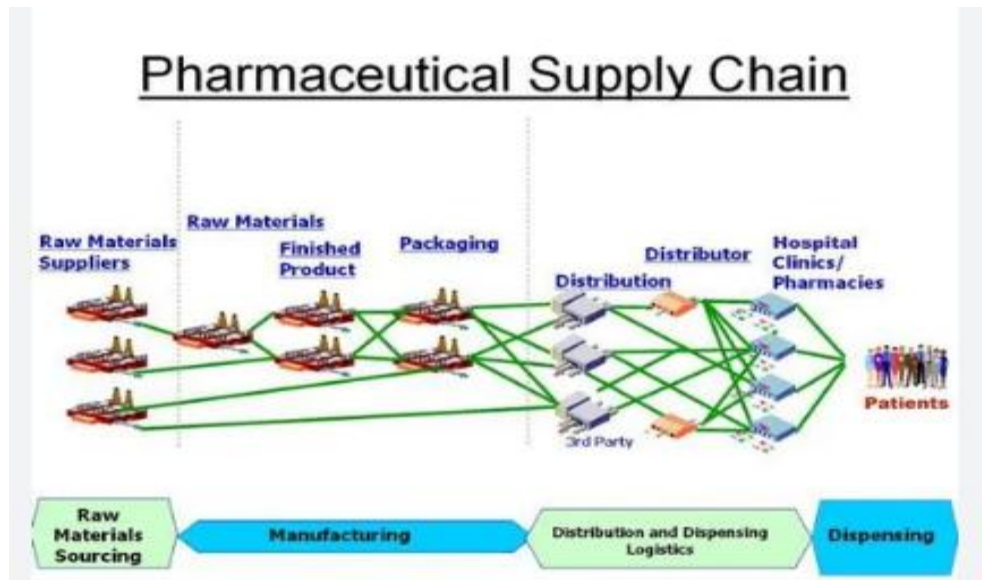 Pharmaceutical Supply Chain
Raw Materials
Suppliers
Raw Materials
Finished
Product
Packaging
Distribution
Distributor
Hospital
Clinics/
Pharmacies
3rd Party
Patients
Raw
Materials
Sourcing
Manufacturing
Distribution and Dispensing
Logistics
Dispensing